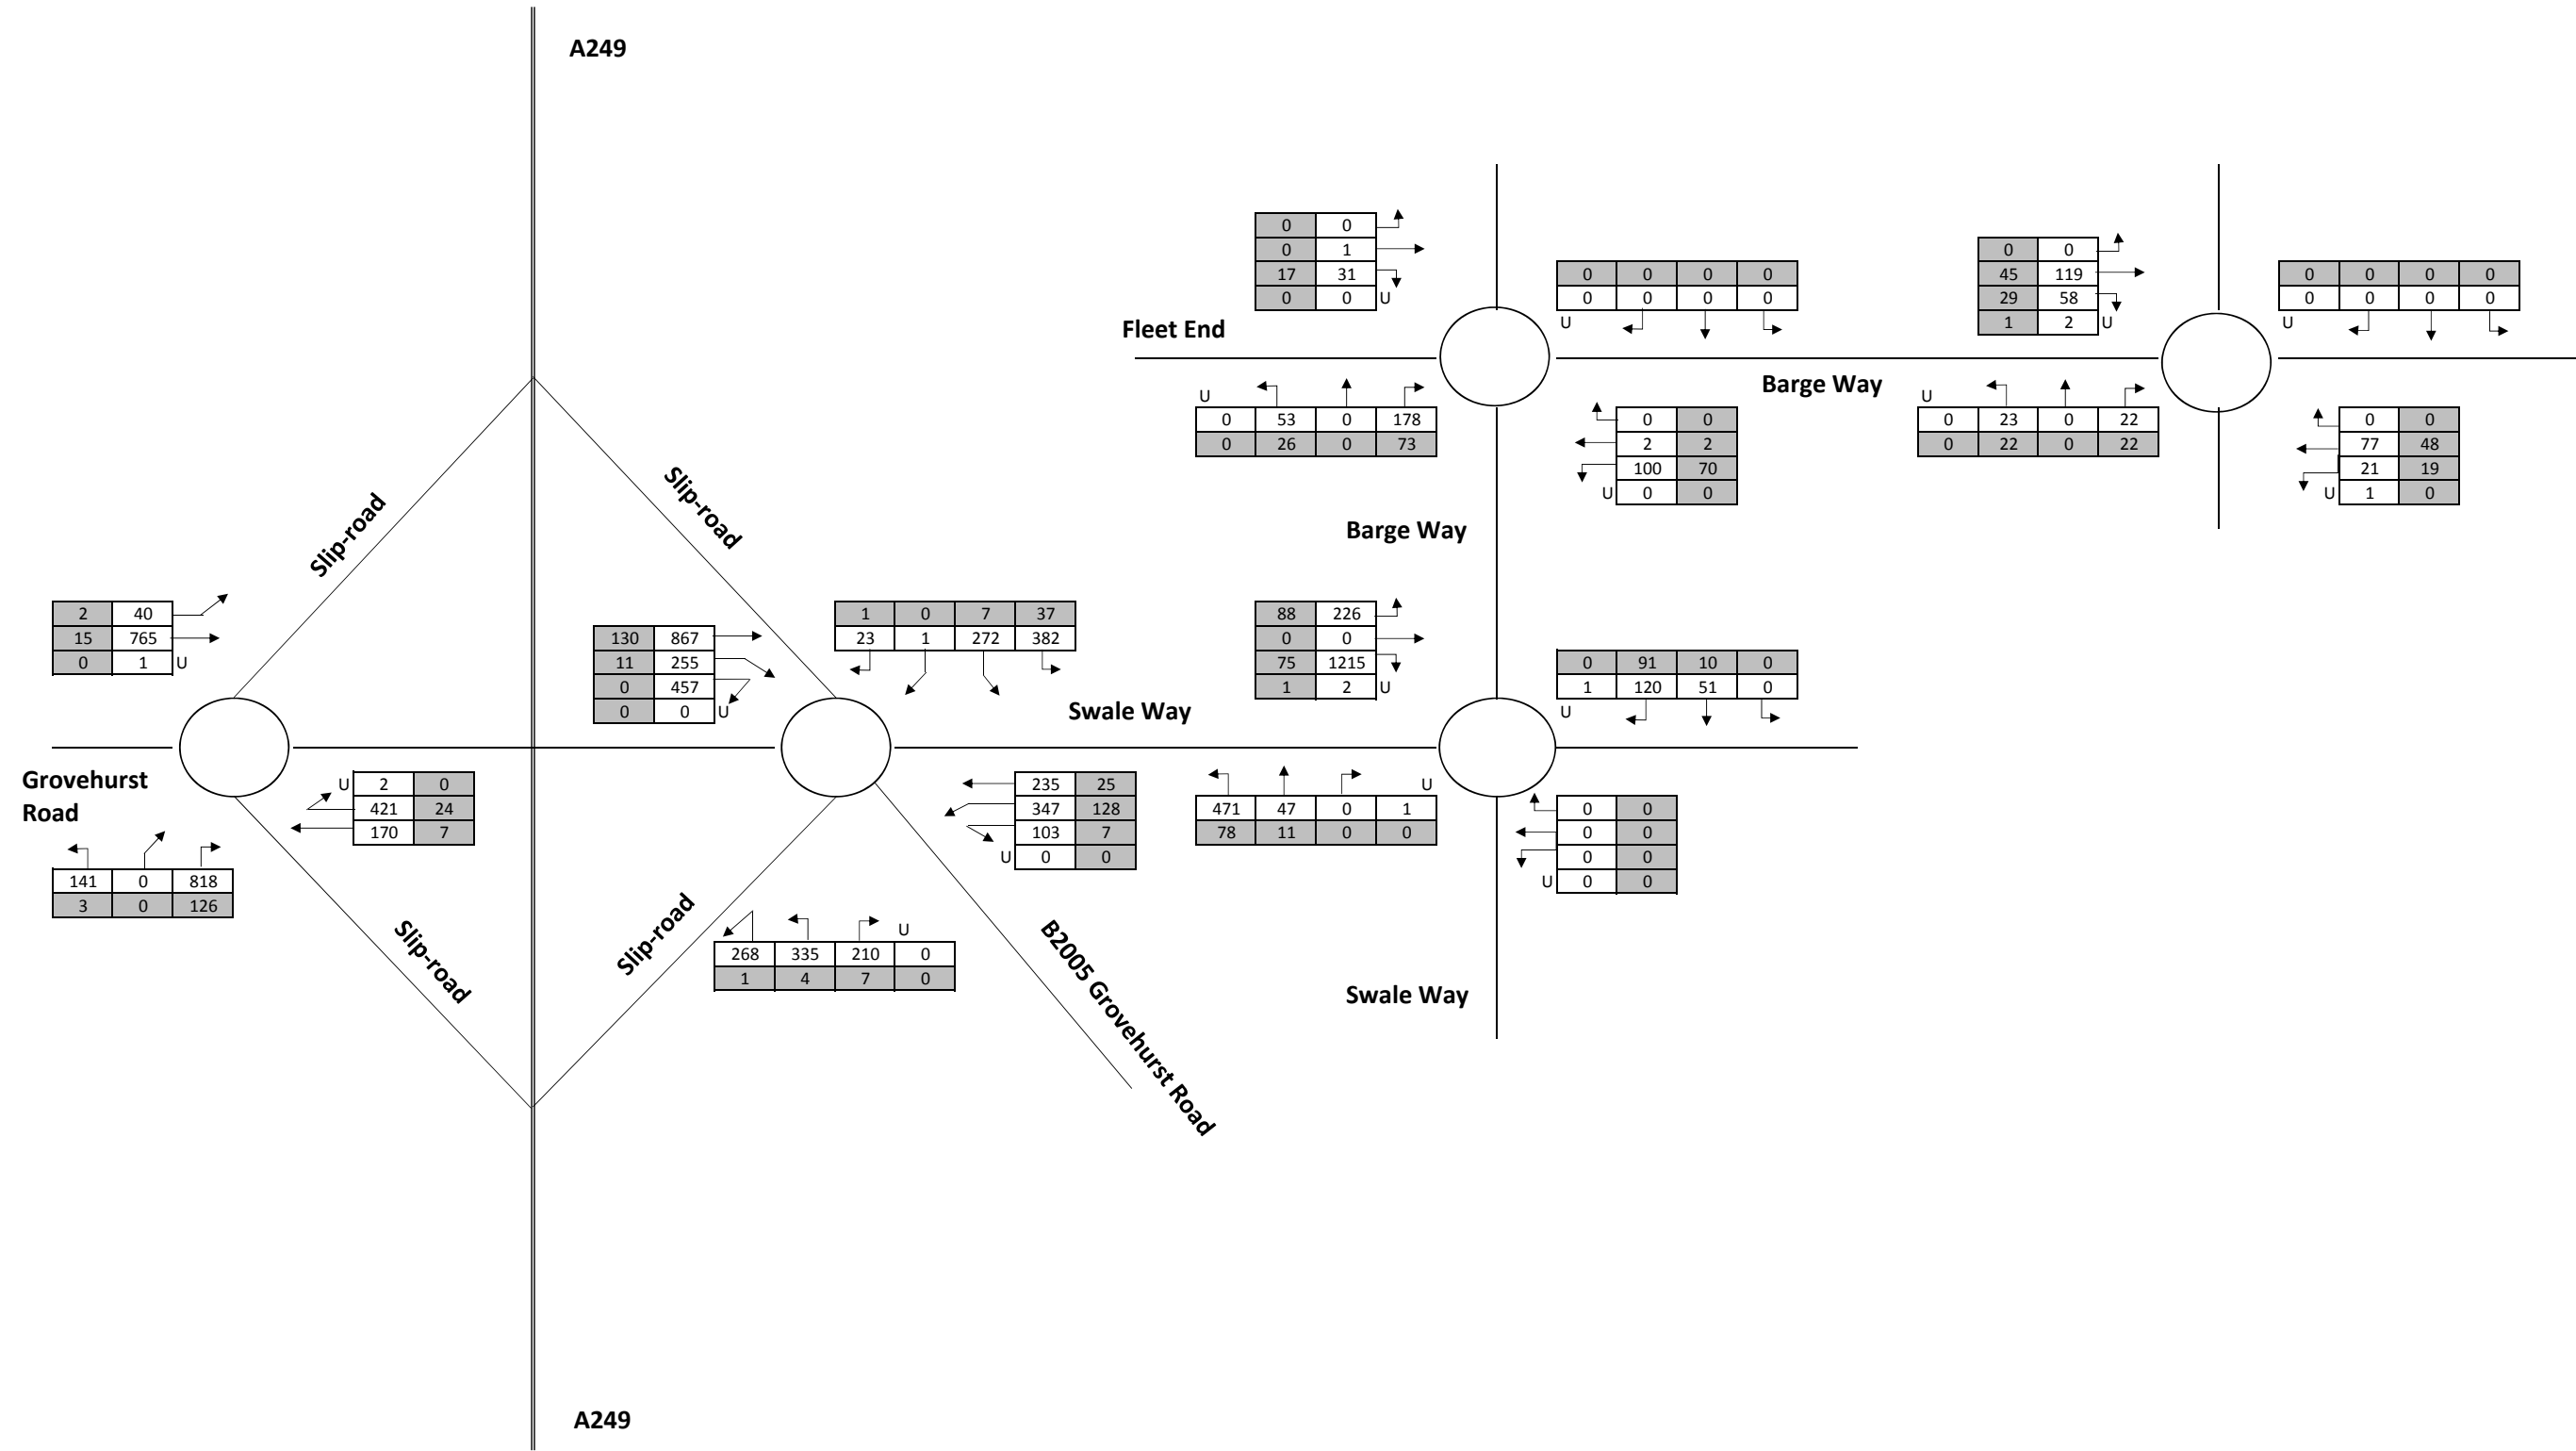 A249
0 0
0 1
17 31
0 0 U
0 0 0 0
0 0 0 0
U
0 0
45 119
29 58
1 2 U
0 0 0 0
0 0 0 0
U
Fleet End
Barge Way
U
0 53 0 178
0 26 0 73
0 0
2 2
100 70
U 0 0
U
0 23 0 22
0 22 0 22
0 0
77 48
21 19
U 1 0
Slip-road
Slip-road
Barge Way
2 40
15 765
0 1 U
130 867
11 255
0 457
0 0 U
1 0 7 37
23 1 272 382
88 226
0 0
75 1215
1 2 U
0 91 10 0
1 120 51 0
U
Swale Way
Grovehurst
Road
U 2 0
421 24
170 7
141 0 818
3 0 126
235 25
347 128
103 7
U 0 0
U
471 47 0 1
78 11 0 0
0 0
0 0
0 0
U 0 0
Slip-road
Slip-road
U
268 335 210 0
1 4 7 0
B2005 Grovehurst Road
Swale Way
A249